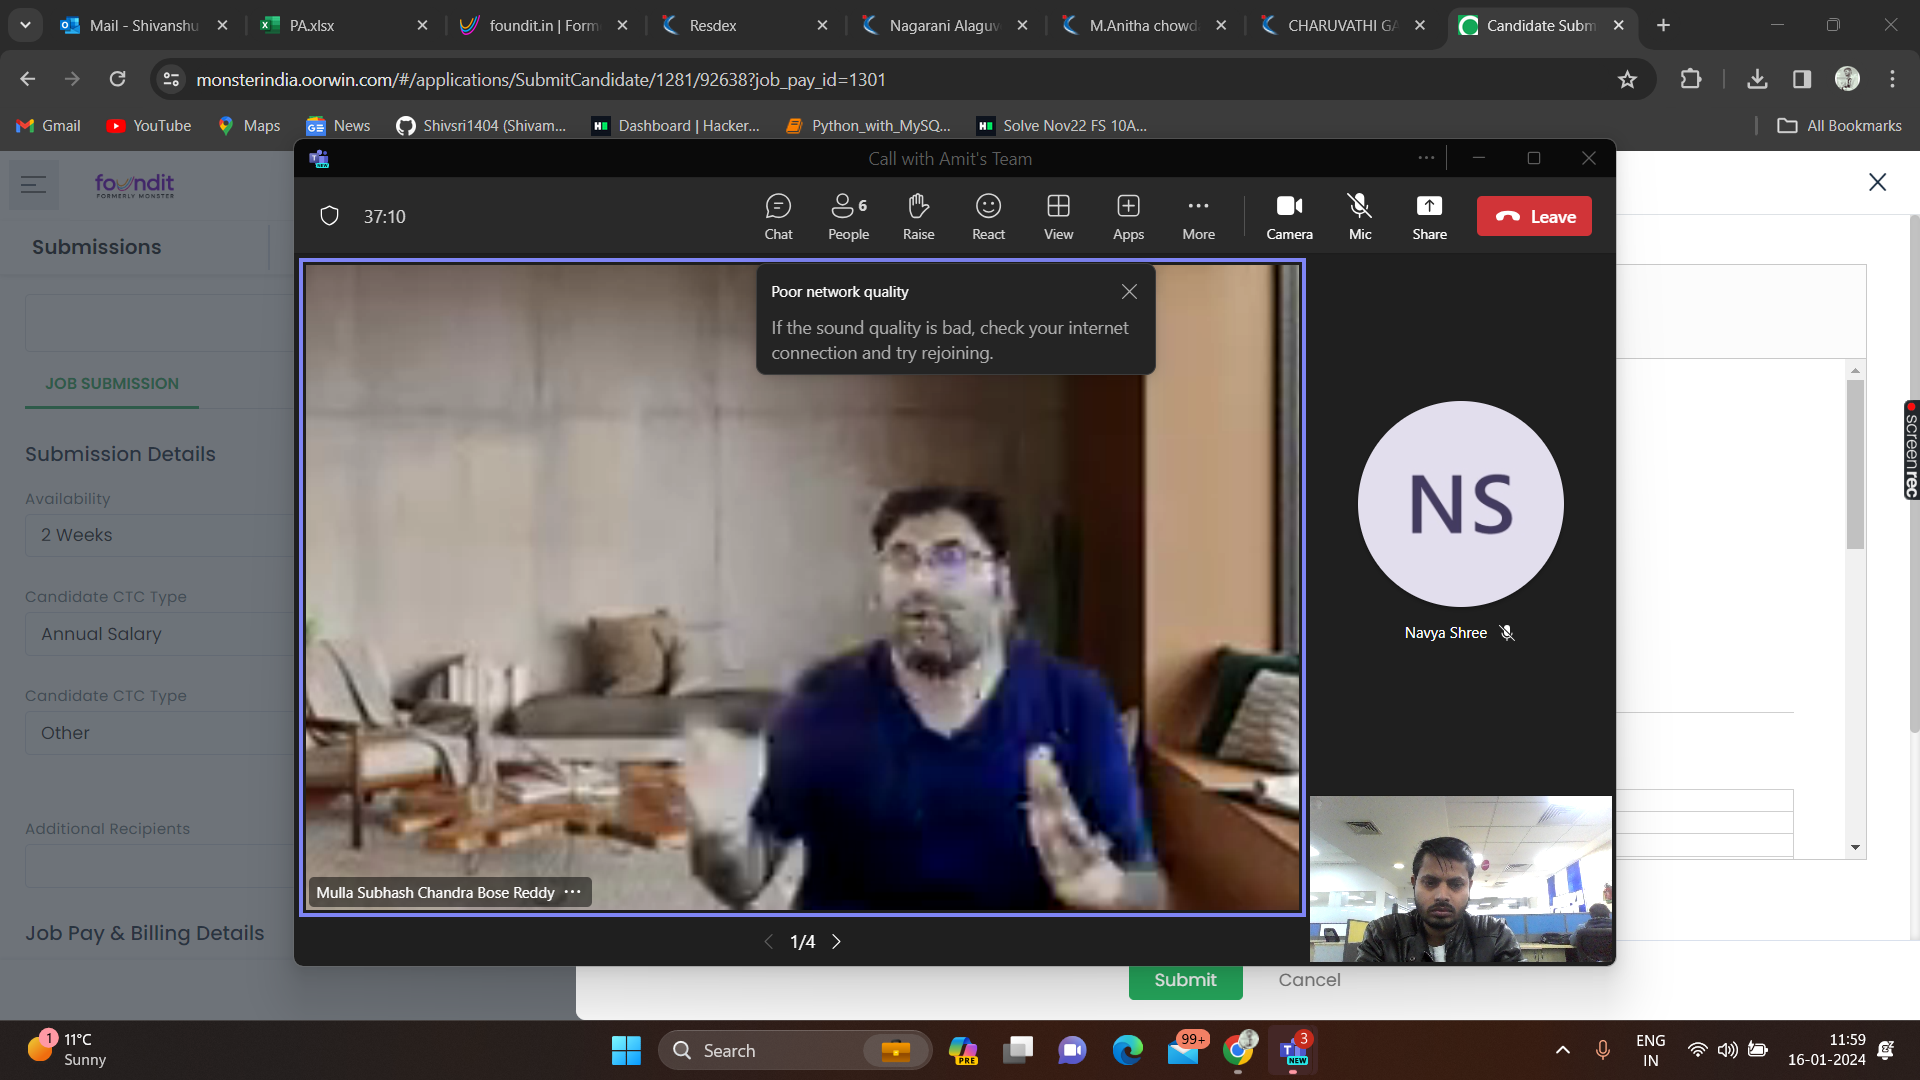 Mail - Shivanshu
PA.xlsx
foundit.in | Form
Resdex
Nagarani Alaguv
M.Anitha chowd
CHARUVATHI GA
Candidate Subm
monsterindia.oorwin.com/#/applications/SubmitCandidate/1281/92638?job_pay_id=1301
Gmail
YouTube
Maps
News
Shivsri1404 (Shivam...
Dashboard | Hacker...
Python_with_MySQ...
Solve Nov22 FS 10A...
All Bookmarks
foundit
FORMERLY MONSTER
Submissions
JOB SUBMISSION
Submission Details
Availability
2 Weeks
Candidate CTC Type
Annual Salary
Candidate CTC Type
Other
Additional Recipients
Job Pay & Billing Details
Call with Amit's Team
37:10
Chat
6
People
Raise
React
View
Apps
More
Camera
Mic
Share
Leave
Poor network quality
If the sound quality is bad, check your internet
connection and try rejoining.
NS
Navya Shree
Mulla Subhash Chandra Bose Reddy
1/4
screenrec
Submit
Cancel
1
11°C
Sunny
Search
PRE
99+
3
NEW
ENG
IN
11:59
16-01-2024